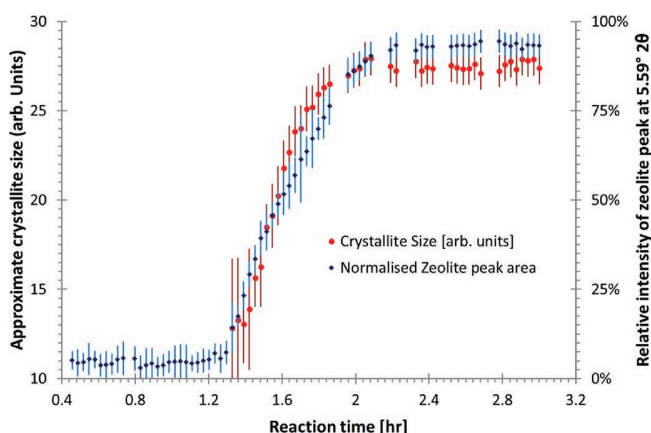 Approximate crystallite size (arb. Units)
30
25
20
15
10
100%
75%
50%
25%
0%
Relative intensity of zeolite peak at 5.59° 2θ
Crystallite Size [arb. units]
Normalised Zeolite peak area
0.4 0.8 1.2 1.6 2 2.4 2.8 3.2
Reaction time [hr]